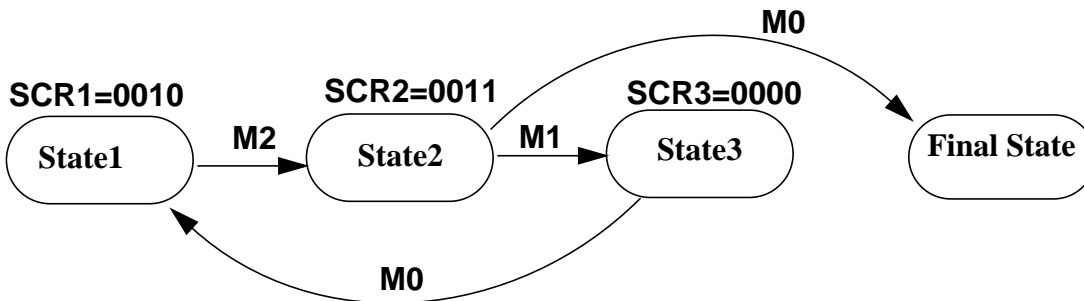 M0
SCR1=0010
SCR2=0011
SCR3=0000
State1
M2
State2
M1
State3
Final State
M0